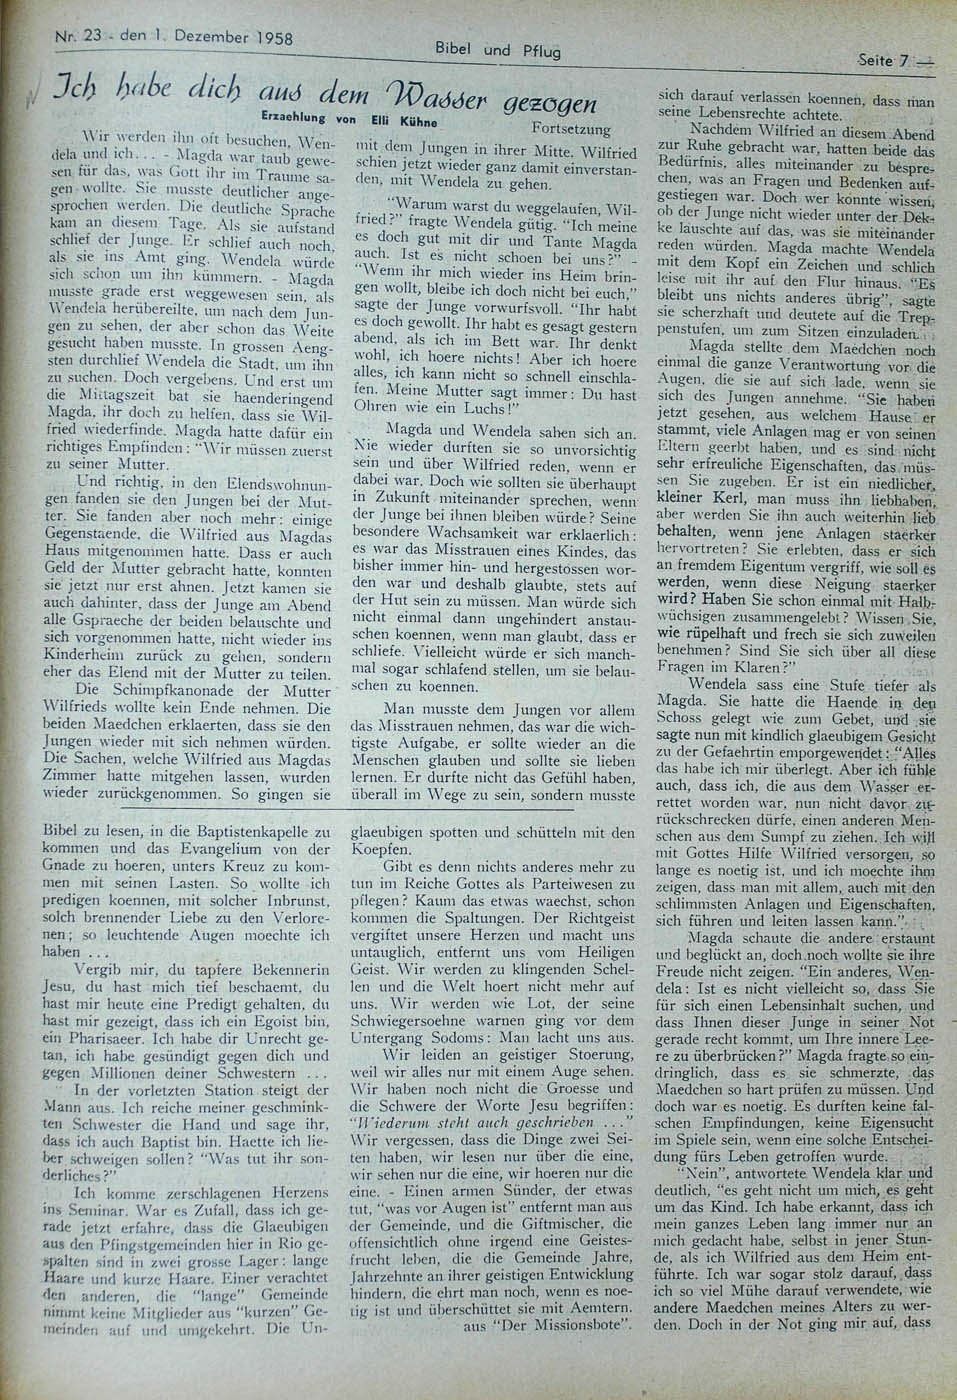 Nr. 23 - den 1. Dezember 1958
Bibel und Pflug
Seite 7
Ich habe dich aus dem Wasser gezogen
Erzaehlung von Elli Kühne
Fortsetzung
Wir werden ihn oft besuchen, Wen-
dela und ich... - Magda war taub gewe-
sen für das, was Gott ihr im Traume sa-
gen wollte. Sie musste deutlicher ange-
sprochen werden. Die deutliche Sprache
kam an diesem Tage. Als sie aufstand
schlief der Junge. Er schlief auch noch,
als sie ins Amt ging. Wendela würde
sich schon um ihn kümmern. - Magda
musste grade erst weggewesen sein, als
Wendela herübereilte, um nach dem Jun-
gen zu sehen, der aber schon das Weite
gesucht haben musste. In grossen Aeng-
sten durchlief Wendela die Stadt, um ihn
zu suchen. Doch vergebens. Und erst um
die Mittagszeit bat sie haenderingend
Magda, ihr doch zu helfen, dass sie Wil-
fried wiederfinde. Magda hatte dafür ein
richtiges Empfinden: "Wir müssen zuerst
zu seiner Mutter.
Und richtig, in den Elendswohnun-
gen fanden sie den Jungen bei der Mut-
ter. Sie fanden aber noch mehr: einige
Gegenstaende, die Wilfried aus Magdas
Haus mitgenommen hatte. Dass er auch
Geld der Mutter gebracht hatte, konnten
sie jetzt nur erst ahnen. Jetzt kamen sie
auch dahinter, dass der Junge am Abend
alle Gspraeche der beiden belauschte und
sich vorgenommen hatte, nicht wieder ins
Kinderheim zurück zu gehen, sondern
eher das Elend mit der Mutter zu teilen.
Die Schimpfkanonade der Mutter
Wilfrieds wollte kein Ende nehmen. Die
beiden Maedchen erklaerten, dass sie den
Jungen wieder mit sich nehmen würden.
Die Sachen, welche Wilfried aus Magdas
Zimmer hatte mitgehen lassen, wurden
wieder zurückgenommen. So gingen sie
mit dem Jungen in ihrer Mitte. Wilfried
schien jetzt wieder ganz damit einverstan-
den, mit Wendela zu gehen.
"Warum warst du weggelaufen, Wil-
fried?" fragte Wendela gütig. "Ich meine
es doch gut mit dir und Tante Magda
auch. Ist es nicht schoen bei uns?" -
"Wenn ihr mich wieder ins Heim brin-
gen wollt, bleibe ich doch nicht bei euch,"
sagte der Junge vorwurfsvoll. "Ihr habt
es doch gewollt. Ihr habt es gesagt gestern
abend, als ich im Bett war. Ihr denkt
wohl, ich hoere nichts! Aber ich hoere
alles, ich kann nicht so schnell einschla-
fen. Meine Mutter sagt immer: Du hast
Ohren wie ein Luchs!"
Magda und Wendela sahen sich an.
Nie wieder durften sie so unvorsichtig
sein und über Wilfried reden, wenn er
dabei war. Doch wie sollten sie überhaupt
in Zukunft miteinander sprechen, wenn
der Junge bei ihnen bleiben würde? Seine
besondere Wachsamkeit war erklaerlich:
es war das Misstrauen eines Kindes, das
bisher immer hin- und hergestossen wor-
den war und deshalb glaubte, stets auf
der Hut sein zu müssen. Man würde sich
nicht einmal dann ungehindert anstau-
schen koennen, wenn man glaubt, dass er
schliefe. Vielleicht würde er sich manch-
mal sogar schlafend stellen, um sie belau-
schen zu koennen.
Man musste dem Jungen vor allem
das Misstrauen nehmen, das war die wich-
tigste Aufgabe, er sollte wieder an die
Menschen glauben und sollte sie lieben
lernen. Er durfte nicht das Gefühl haben,
überall im Wege zu sein, sondern musste
sich darauf verlassen koennen, dass man
seine Lebensrechte achtete.
Nachdem Wilfried an diesem Abend
zur Ruhe gebracht war, hatten beide das
Bedürfnis, alles miteinander zu bespre-
chen, was an Fragen und Bedenken auf-
gestiegen war. Doch wer konnte wissen,
ob der Junge nicht wieder unter der Dek-
ke lauschte auf das, was sie miteinander
reden würden. Magda machte Wendela
mit dem Kopf ein Zeichen und schlich
leise mit ihr auf den Flur hinaus. "Es
bleibt uns nichts anderes übrig", sagte
sie scherzhaft und deutete auf die Trep-
penstufen, um zum Sitzen einzuladen.
Magda stellte dem Maedchen noch
einmal die ganze Verantwortung vor die
Augen, die sie auf sich lade, wenn sie
sich des Jungen annehme. "Sie haben
jetzt gesehen, aus welchem Hause er
stammt, viele Anlagen mag er von seinen
Eltern geerbt haben, und es sind nicht
sehr erfreuliche Eigenschaften, das müs-
sen Sie zugeben. Er ist ein niedlicher,
kleiner Kerl, man muss ihn liebhaben,
aber werden Sie ihn auch weiterhin lieb
behalten, wenn jene Anlagen staerker
hervortreten? Sie erlebten, dass er sich
an fremdem Eigentum vergriff, wie soll es
werden, wenn diese Neigung staerker
wird? Haben Sie schon einmal mit Halb-
wüchsigen zusammengelebt? Wissen Sie,
wie rüpelhaft und frech sie sich zuweilen
benehmen? Sind Sie sich über all diese
Fragen im Klaren?"
Wendela sass eine Stufe tiefer als
Magda. Sie hatte die Haende in den
Schoss gelegt wie zum Gebet, und sie
sagte nun mit kindlich glaeubigem Gesicht
zu der Gefaehrtin emporgewendet: "Alles
das habe ich mir überlegt. Aber ich fühle
auch, dass ich, die aus dem Wasser er-
rettet worden war, nun nicht davor zu-
rückschrecken dürfe, einen anderen Men-
schen aus dem Sumpf zu ziehen. Ich will
mit Gottes Hilfe Wilfried versorgen, so
lange es noetig ist, und ich moechte ihm
zeigen, dass man mit allem, auch mit den
schlimmsten Anlagen und Eigenschaften,
sich führen und leiten lassen kann."
Magda schaute die andere erstaunt
und beglückt an, doch noch wollte sie ihre
Freude nicht zeigen. "Ein anderes, Wen-
dela: Ist es nicht vielleicht so, dass Sie
für sich einen Lebensinhalt suchen, und
dass Ihnen dieser Junge in seiner Not
gerade recht kommt, um Ihre innere Lee-
re zu überbrücken?" Magda fragte so ein-
dringlich, dass es sie schmerzte, das
Maedchen so hart prüfen zu müssen. Und
doch war es noetig. Es durften keine fal-
schen Empfindungen, keine Eigensucht
im Spiele sein, wenn eine solche Entschei-
dung fürs Leben getroffen wurde.
"Nein", antwortete Wendela klar und
deutlich, "es geht nicht um mich, es geht
um das Kind. Ich habe erkannt, dass ich
mein ganzes Leben lang immer nur an
mich gedacht habe, selbst in jener Stun-
de, als ich Wilfried aus dem Heim ent-
führte. Ich war sogar stolz darauf, dass
ich so viel Mühe darauf verwendete, wie
andere Maedchen meines Alters zu wer-
den. Doch in der Not ging mir auf, dass
Bibel zu lesen, in die Baptistenkapelle zu
kommen und das Evangelium von der
Gnade zu hoeren, unters Kreuz zu kom-
men mit seinen Lasten. So wollte ich
predigen koennen, mit solcher Inbrunst,
solch brennender Liebe zu den Verlore-
nen; so leuchtende Augen moechte ich
haben ...
Vergib mir, du tapfere Bekennerin
Jesu, du hast mich tief beschaemt, du
hast mir heute eine Predigt gehalten, du
hast mir gezeigt, dass ich ein Egoist bin,
ein Pharisaeer. Ich habe dir Unrecht ge-
tan, ich habe gesündigt gegen dich und
gegen Millionen deiner Schwestern ...
In der vorletzten Station steigt der
Mann aus. Ich reiche meiner geschmink-
ten Schwester die Hand und sage ihr,
dass ich auch Baptist bin. Haette ich lie-
ber schweigen sollen? "Was tut ihr son-
derliches?"
Ich komme zerschlagenen Herzens
ins Seminar. War es Zufall, dass ich ge-
rade jetzt erfahre, dass die Glaeubigen
aus den Pfingstgemeinden hier in Rio ge-
spalten sind in zwei grosse Lager: lange
Haare und kurze Haare. Einer verachtet
den anderen, die "lange" Gemeinde
nimmt keine Mitglieder aus "kurzen" Ge-
meinden auf und umgekehrt. Die Un-
glaeubigen spotten und schütteln mit den
Koepfen.
Gibt es denn nichts anderes mehr zu
tun im Reiche Gottes als Parteiwesen zu
pflegen? Kaum das etwas waechst, schon
kommen die Spaltungen. Der Richtgeist
vergiftet unsere Herzen und macht uns
untauglich, entfernt uns vom Heiligen
Geist. Wir werden zu klingenden Schel-
len und die Welt hoert nicht mehr auf
uns. Wir werden wie Lot, der seine
Schwiegersoehne warnen ging vor dem
Untergang Sodoms: Man lacht uns aus.
Wir leiden an geistiger Stoerung,
weil wir alles nur mit einem Auge sehen.
Wir haben noch nicht die Groesse und
die Schwere der Worte Jesu begriffen:
"Wiederum steht auch geschrieben ..."
Wir vergessen, dass die Dinge zwei Sei-
ten haben, wir lesen nur über die eine,
wir sehen nur die eine, wir hoeren nur die
eine. - Einen armen Sünder, der etwas
tut, "was vor Augen ist" entfernt man aus
der Gemeinde, und die Giftmischer, die
offensichtlich ohne irgend eine Geistes-
frucht leben, die die Gemeinde Jahre,
Jahrzehnte an ihrer geistigen Entwicklung
hindern, die ehrt man noch, wenn es noe-
tig ist und überschüttet sie mit Aemtern.
aus "Der Missionsbote".